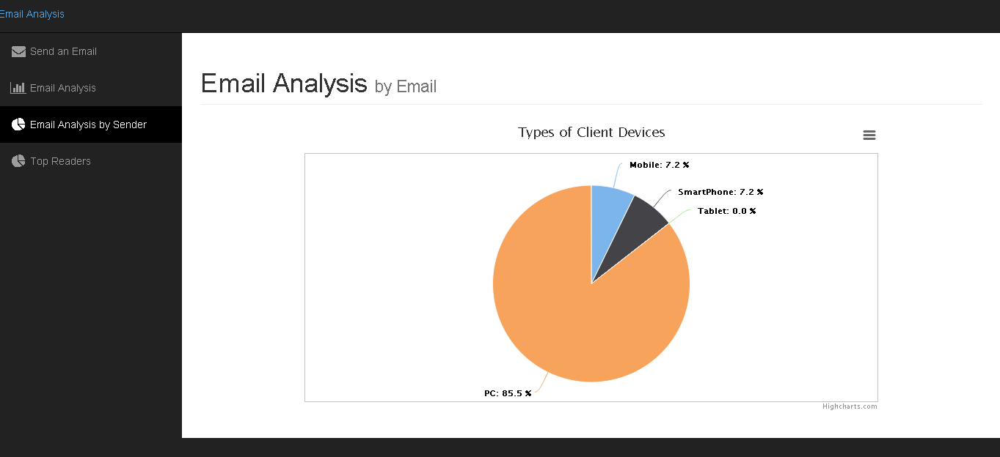 Email Analysis
Send an Email
Email Analysis
Email Analysis by Sender
Top Readers
Email Analysis by Email
Types of Client Devices
Mobile: 7.2 %
SmartPhone: 7.2 %
Tablet: 0.0 %
PC: 85.5 %
Highcharts.com